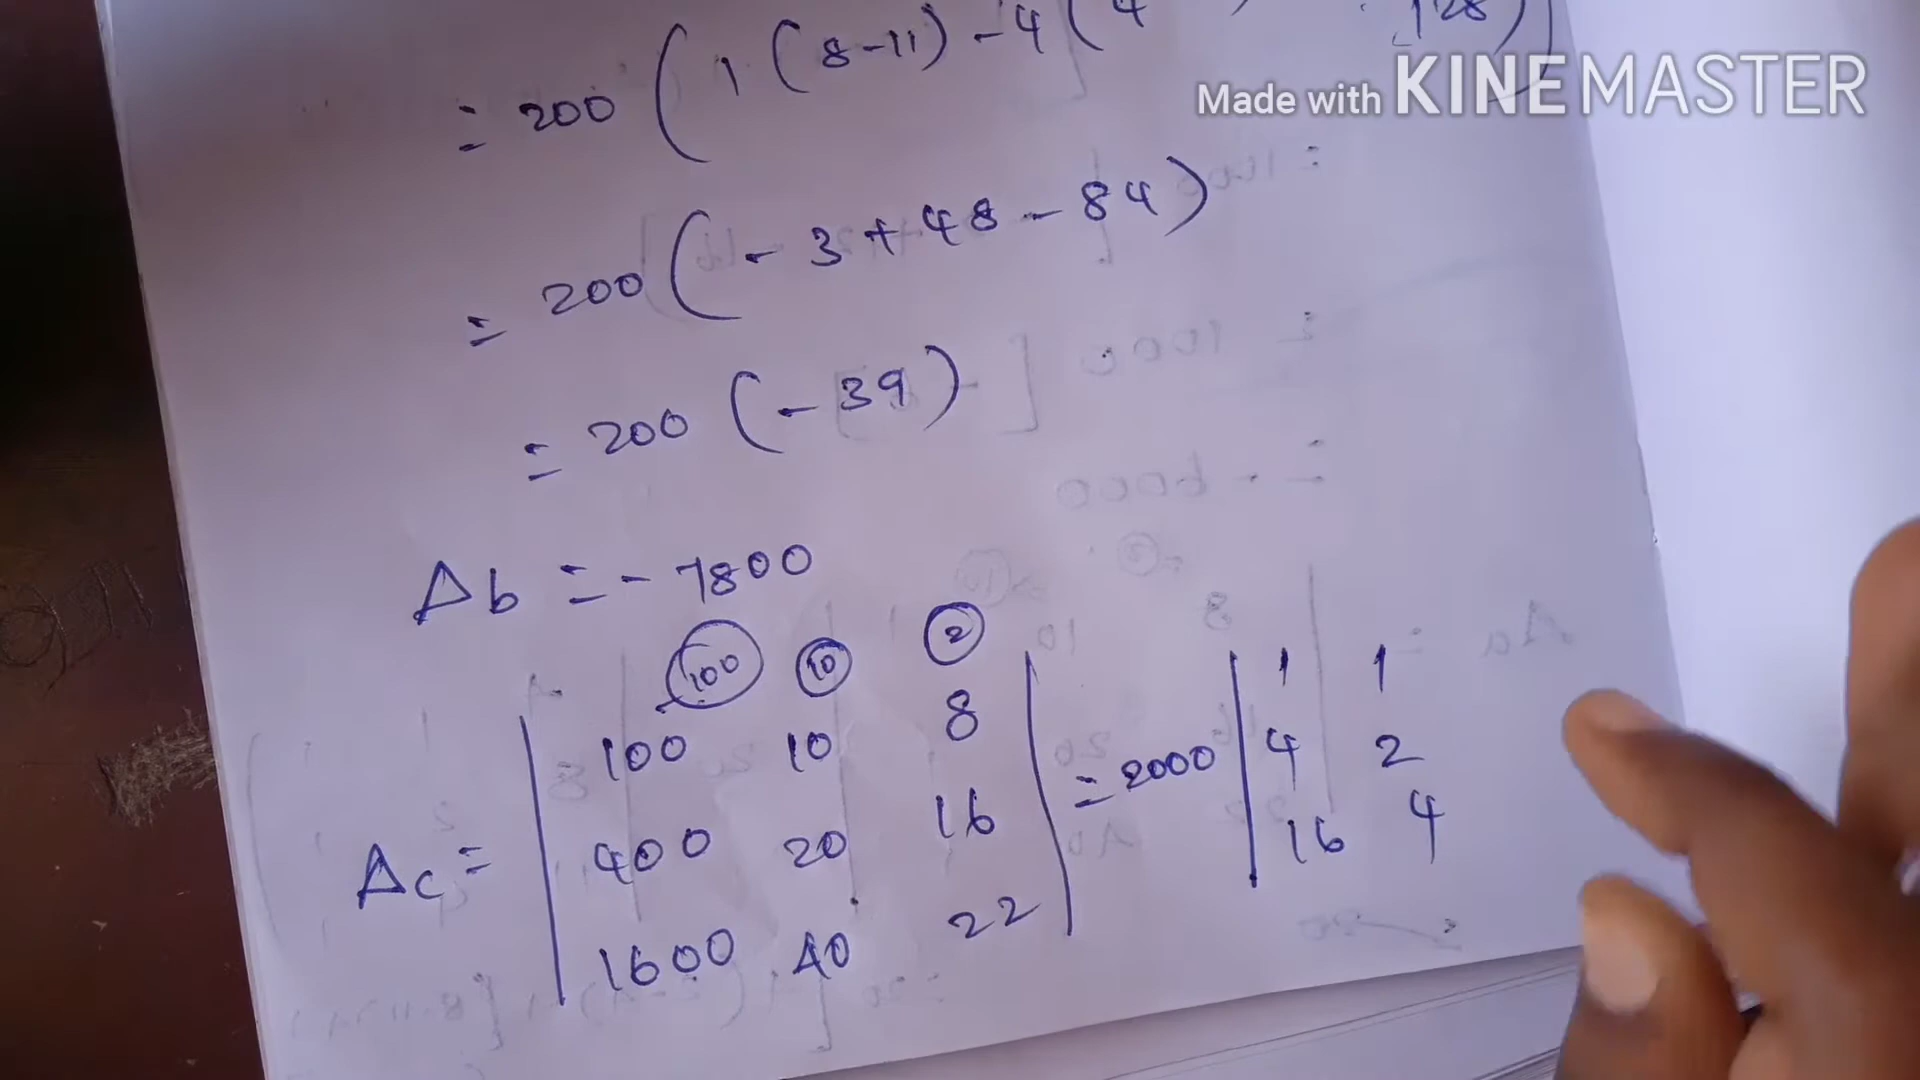 = 200 ( 1 ( 8 - 11 ) - 4 ( 4 128 ) ]
Made with KINEMASTER
= 200 ( - 3 + 48 - 84 )
= 200 ( - 39 )
Δb = - 7800
100 10 2
Δc = | 100 10 8 | = 2000 | 1 1
400 20 16 4 2
1600 40 22 | 16 4